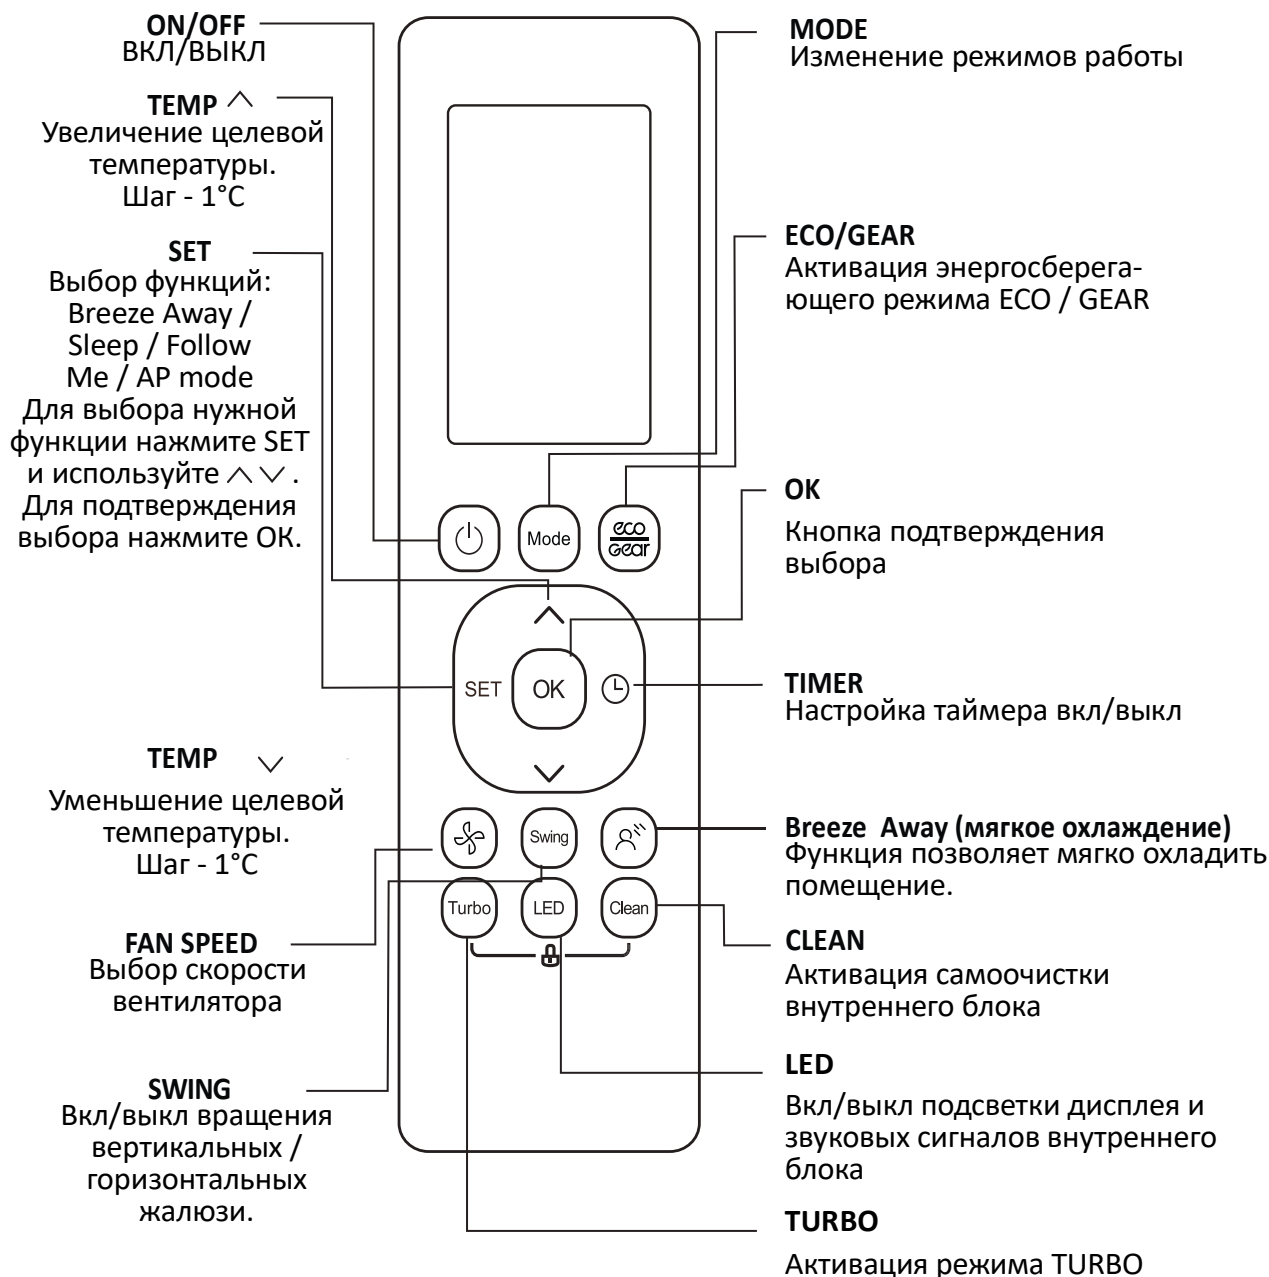 ON/OFF
ВКЛ/ВЫКЛ
TEMP ^
Увеличение целевой
температуры.
Шаг - 1°C
SET
Выбор функций:
Breeze Away /
Sleep / Follow
Me / AP mode
Для выбора нужной
функции нажмите SET
и используйте ^ ∨ .
Для подтверждения
выбора нажмите ОК.
TEMP ∨
Уменьшение целевой
температуры.
Шаг - 1°C
FAN SPEED
Выбор скорости
вентилятора
SWING
Вкл/выкл вращения
вертикальных /
горизонтальных
жалюзи.
Mode
eco
Gear
SET
OK
Swing
Turbo
LED
Clean
MODE
Изменение режимов работы
ECO/GEAR
Активация энергосберега-
ющего режима ECO / GEAR
OK
Кнопка подтверждения
выбора
TIMER
Настройка таймера вкл/выкл
Breeze Away (мягкое охлаждение)
Функция позволяет мягко охладить
помещение.
CLEAN
Активация самоочистки
внутреннего блока
LED
Вкл/выкл подсветки дисплея и
звуковых сигналов внутреннего
блока
TURBO
Активация режима TURBO